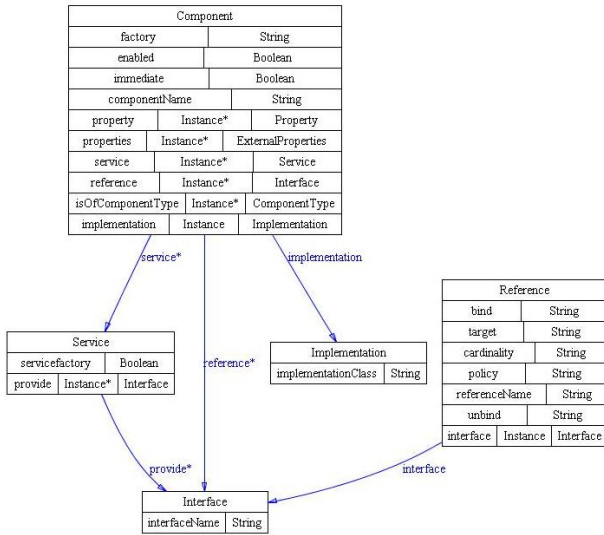 Component
factory String
enabled Boolean
immediate Boolean
componentName String
property Instance* Property
properties Instance* ExternalProperties
service Instance* Service
reference Instance* Interface
isOfComponentType Instance* ComponentType
implementation Instance Implementation
service*
implementation
reference*
Service
servicefactory Boolean
provide Instance* Interface
Implementation
implementationClass String
Reference
bind String
target String
cardinality String
policy String
referenceName String
unbind String
interface Instance Interface
provide*
interface
Interface
interfaceName String